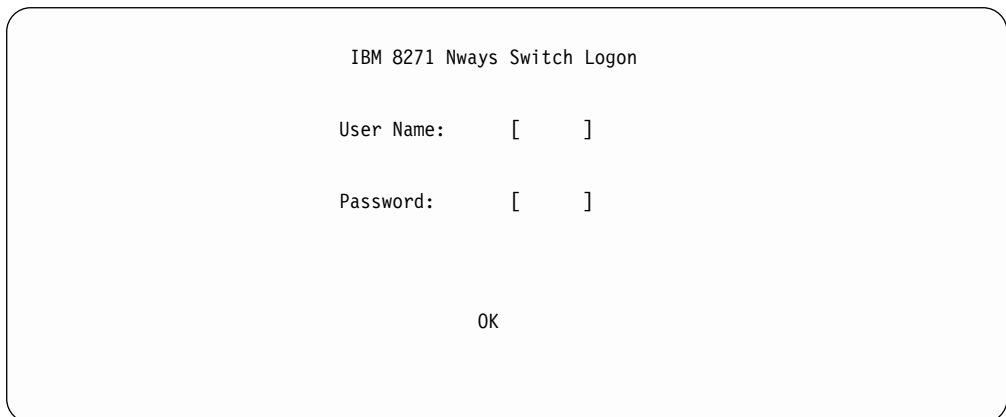 IBM 8271 Nways Switch Logon
User Name: [ ]
Password: [ ]
OK